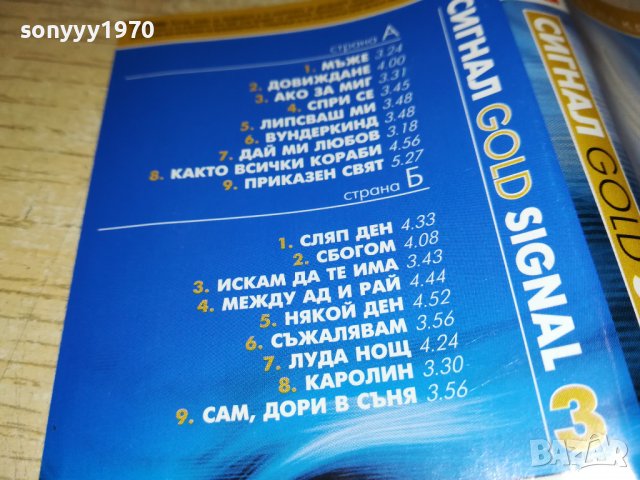 sonyyy1970
страна А
1. МЪЖЕ 3.24
2. ДОВИЖДАНЕ 4.00
3. АКО ЗА МИГ 3.31
4. СПРИ СЕ 3.45
5. ЛИПСВАШ МИ 3.48
6. ВУНДЕРКИНД 3.48
7. ДАЙ МИ ЛЮБОВ 3.18
8. КАКТО ВСИЧКИ КОРАБИ 4.56
9. ПРИКАЗЕН СВЯТ 5.27
страна Б
1. СЛЯП ДЕН 4.33
2. СБОГОМ 4.08
3. ИСКАМ ДА ТЕ ИМА 3.43
4. МЕЖДУ АД И РАЙ 4.44
5. НЯКОЙ ДЕН 4.52
6. СЪЖАЛЯВАМ 3.56
7. ЛУДА НОЩ 4.24
8. КАРОЛИН 3.30
9. САМ, ДОРИ В СЪНЯ 3.56
СИГНАЛ GOLD SIGNAL 3
СИГНАЛ GOLD
BAZAR